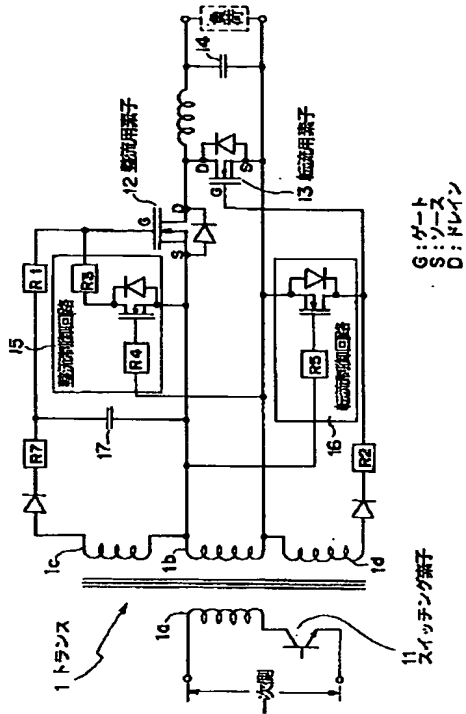 1 トランス
1a
1b
1c
1d
一次側
11
スイッチング素子
R7
17
15
整流制御回路
R1
R3
R4
12 整流用素子
G
D
S
14
負荷
D
G
S
13 転流用素子
R5
転流制御回路
16
R2
G：ゲート
S：ソース
D：ドレイン